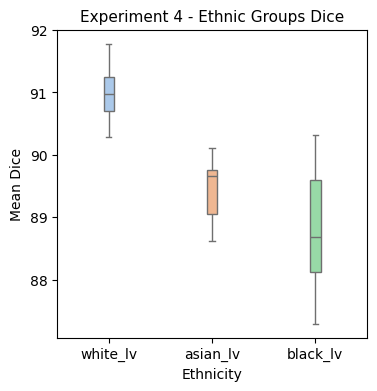 Experiment 4 - Ethnic Groups Dice
92
91
90
89
88
Mean Dice
white_lv asian_lv black_lv
Ethnicity